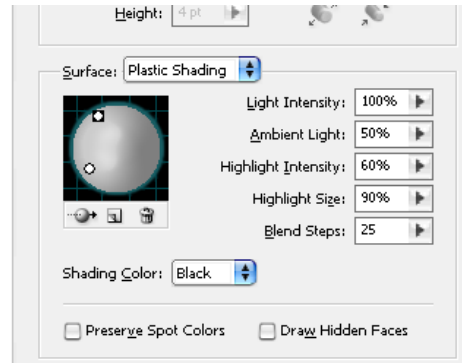 Height: 4 pt
Surface: Plastic Shading
Light Intensity: 100%
Ambient Light: 50%
Highlight Intensity: 60%
Highlight Size: 90%
Blend Steps: 25
Shading Color: Black
Preserve Spot Colors Draw Hidden Faces